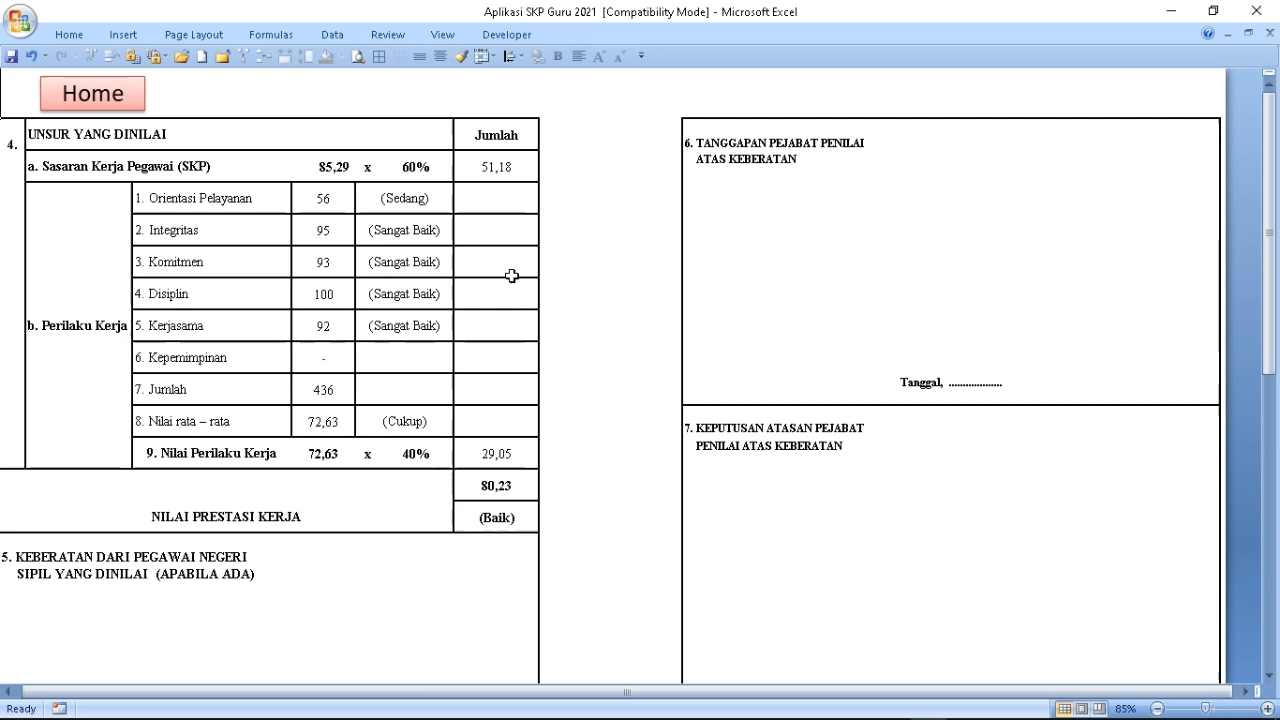 Aplikasi SKP Guru 2021 [Compatibility Mode] - Microsoft Excel
Home Insert Page Layout Formulas Data Review View Developer
Home
4. UNSUR YANG DINILAI Jumlah
a. Sasaran Kerja Pegawai (SKP) 85,29 x 60% 51,18
1. Orientasi Pelayanan 56 (Sedang)
2. Integritas 95 (Sangat Baik)
3. Komitmen 93 (Sangat Baik)
4. Disiplin 100 (Sangat Baik)
b. Perilaku Kerja 5. Kerjasama 92 (Sangat Baik)
6. Kepemimpinan -
7. Jumlah 436
8. Nilai rata – rata 72,63 (Cukup)
9. Nilai Perilaku Kerja 72,63 x 40% 29,05
80,23
NILAI PRESTASI KERJA (Baik)
5. KEBERATAN DARI PEGAWAI NEGERI
SIPIL YANG DINILAI (APABILA ADA)
6. TANGGAPAN PEJABAT PENILAI
ATAS KEBERATAN
Tanggal, ...................
7. KEPUTUSAN ATASAN PEJABAT
PENILAI ATAS KEBERATAN
Ready 85%